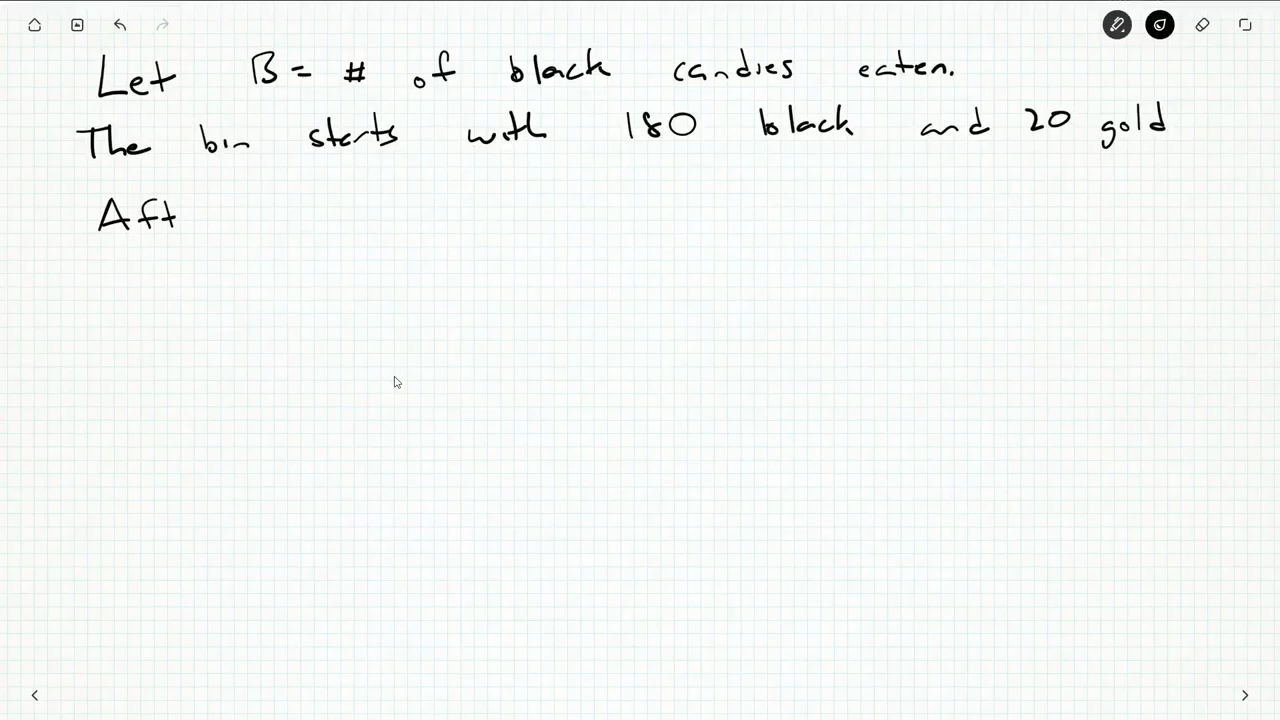 Let B = # of black candies eaten.
The bin starts with 180 black and 20 gold
Aft